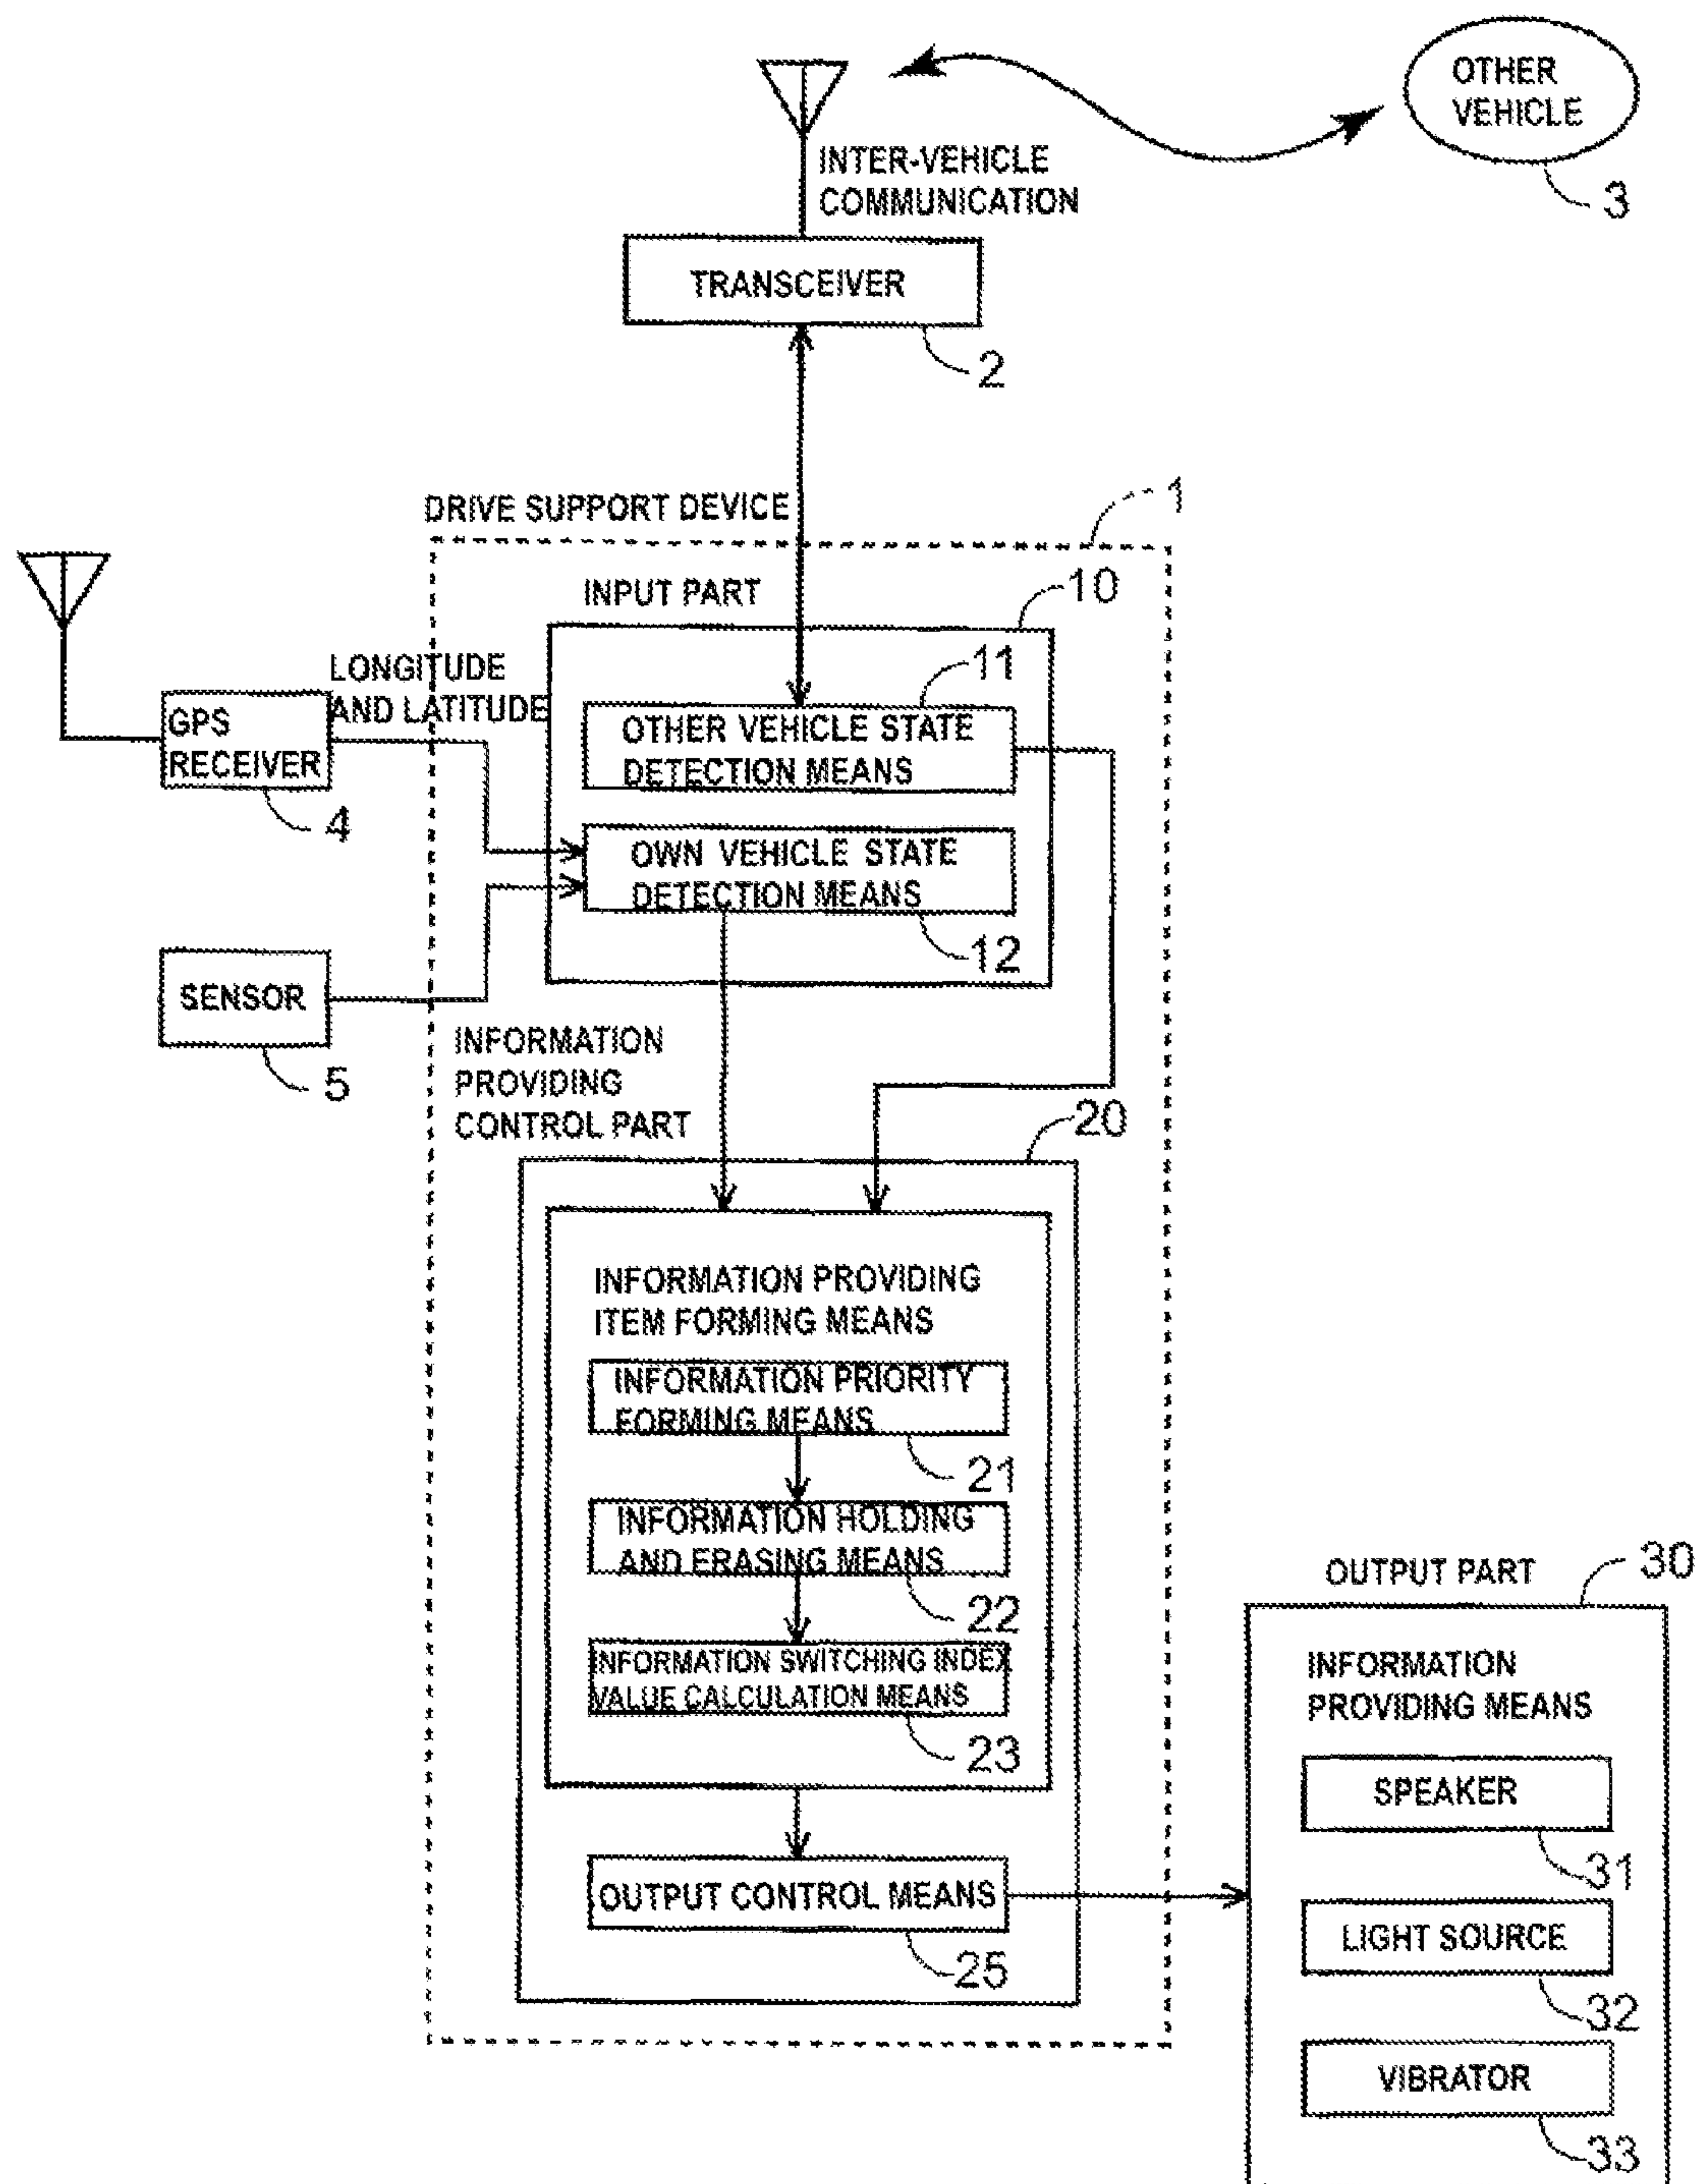 OTHER
VEHICLE
3
INTER-VEHICLE
COMMUNICATION
TRANSCEIVER
2
DRIVE SUPPORT DEVICE
1
INPUT PART
10
LONGITUDE
AND LATITUDE
GPS
RECEIVER
4
11
OTHER VEHICLE STATE
DETECTION MEANS
OWN VEHICLE STATE
DETECTION MEANS
12
SENSOR
5
INFORMATION
PROVIDING
CONTROL PART
20
INFORMATION PROVIDING
ITEM FORMING MEANS
INFORMATION PRIORITY
FORMING MEANS
21
INFORMATION HOLDING
AND ERASING MEANS
22
INFORMATION SWITCHING INDEX
VALUE CALCULATION MEANS
23
OUTPUT CONTROL MEANS
25
OUTPUT PART
30
INFORMATION
PROVIDING MEANS
SPEAKER
31
LIGHT SOURCE
32
VIBRATOR
33